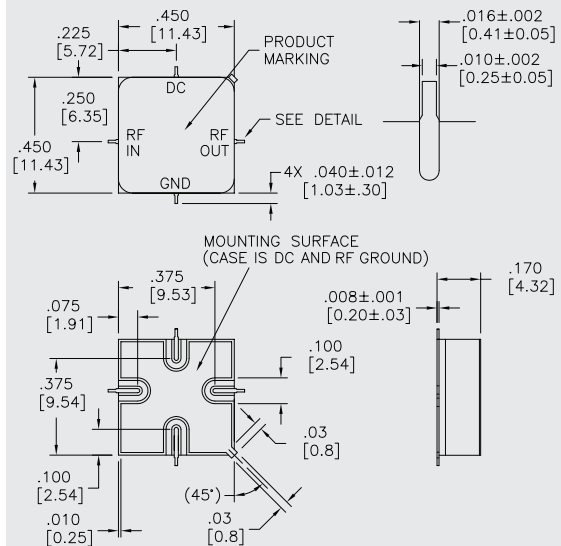 .450
[11.43]
.225
[5.72]
PRODUCT
MARKING
.016±.002
[0.41±0.05]
.010±.002
[0.25±0.05]
DC
.250
[6.35]
SEE DETAIL
RF
IN
RF
OUT
.450
[11.43]
GND
4X .040±.012
[1.03±.30]
MOUNTING SURFACE
(CASE IS DC AND RF GROUND)
.375
[9.53]
.170
[4.32]
.075
[1.91]
.008±.001
[0.20±.03]
.100
[2.54]
.375
[9.54]
.03
[0.8]
.100
[2.54]
(45°)
.010
[0.25]
.03
[0.8]